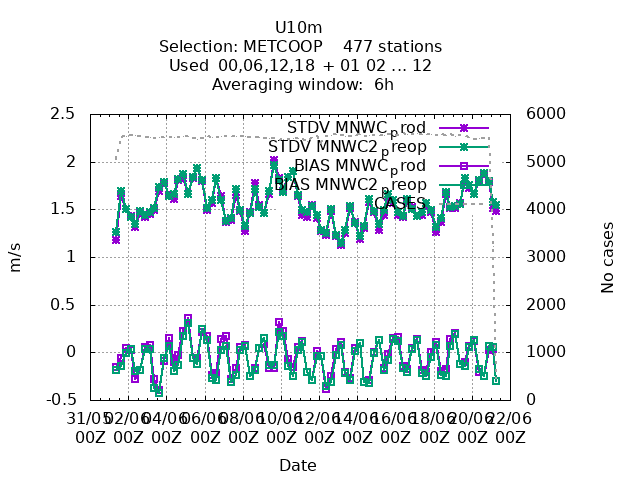 U10m
Selection: METCOOP    477 stations
Used  00,06,12,18 + 01 02 ... 12
Averaging window:  6h
2.5
2
1.5
1
0.5
0
-0.5
6000
5000
4000
3000
2000
1000
0
m/s
No cases
STDV MNWC_prod
STDV MNWC2_preop
BIAS MNWC_prod
BIAS MNWC2_preop
CASES
31/05 02/06 04/06 06/06 08/06 10/06 12/06 14/06 16/06 18/06 20/06 22/06
00Z 00Z 00Z 00Z 00Z 00Z 00Z 00Z 00Z 00Z 00Z 00Z
Date